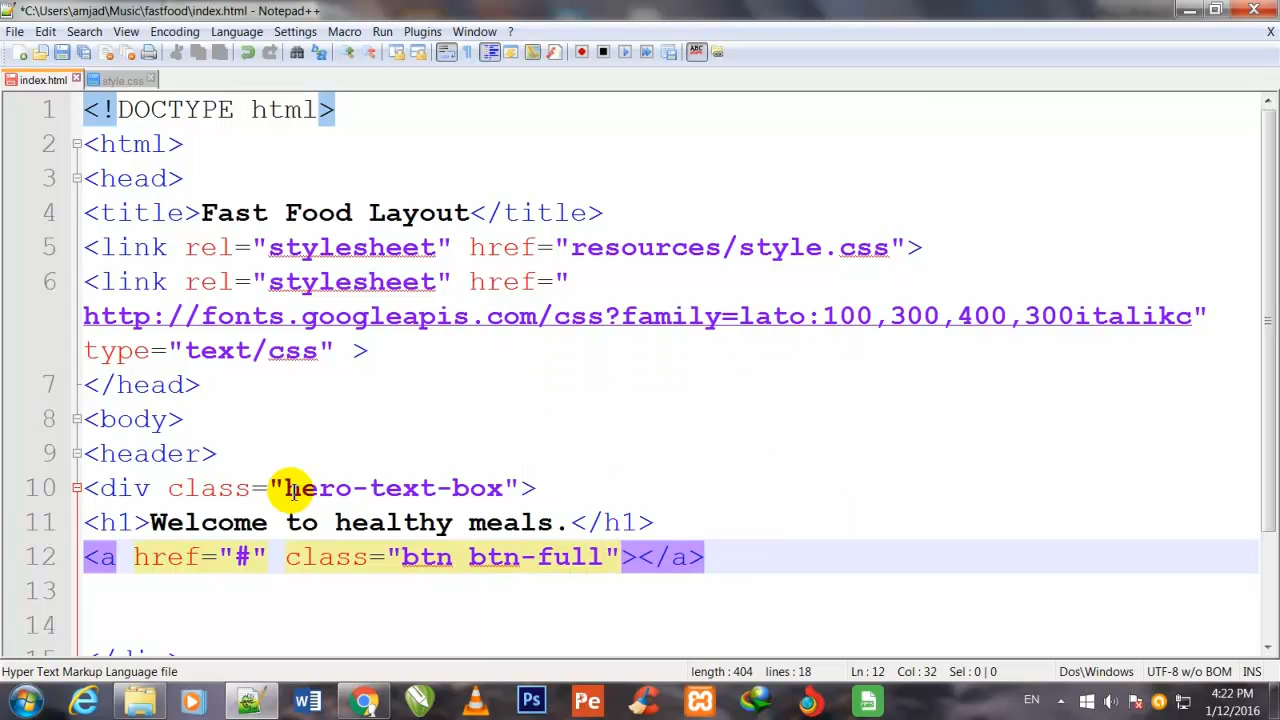 *C:\Users\amjad\Music\fastfood\index.html - Notepad++
File Edit Search View Encoding Language Settings Macro Run Plugins Window ? X
index.html style.css
1 <!DOCTYPE html>
2 <html>
3 <head>
4 <title>Fast Food Layout</title>
5 <link rel="stylesheet" href="resources/style.css">
6 <link rel="stylesheet" href="
http://fonts.googleapis.com/css?family=lato:100,300,400,300italikc"
type="text/css" >
7 </head>
8 <body>
9 <header>
10 <div class="hero-text-box">
11 <h1>Welcome to healthy meals.</h1>
12 <a href="#" class="btn btn-full"></a>
13
14
15 </div>
Hyper Text Markup Language file length : 404 lines : 18 Ln : 12 Col : 32 Sel : 0 | 0 Dos\Windows UTF-8 w/o BOM INS
EN 4:22 PM
1/12/2016